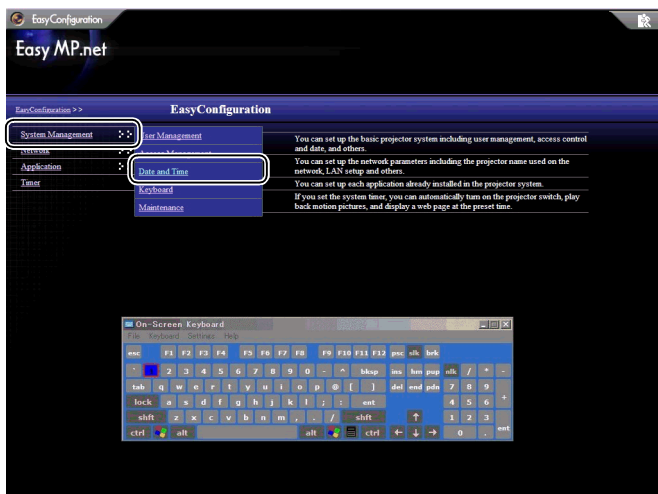 EasyConfiguration
Easy MP.net
EasyConfiguration >>
EasyConfiguration
System Management
User Management
You can set up the basic projector system including user management, access control
and date, and others.
Network
Access Management
You can set up the network parameters including the projector name used on the
network, LAN setup and others.
Application
Date and Time
You can set up each application already installed in the projector system.
Timer
Keyboard
If you set the system timer, you can automatically turn on the projector switch, play
back motion pictures, and display a web page at the preset time.
Maintenance
On-Screen Keyboard
File Keyboard Settings Help
esc F1 F2 F3 F4 F5 F6 F7 F8 F9 F10 F11 F12 psc slk brk
` 2 3 4 5 6 7 8 9 0 - ^ bksp ins hm pup nlk / * -
tab q w e r t y u i o p @ [ ] del end pdn 7 8 9
lock a s d f g h j k l ; : ent 4 5 6 +
shft z x c v b n m , . / shft ↑ 1 2 3
ctrl alt alt ctrl ← ↓ → 0 . ent